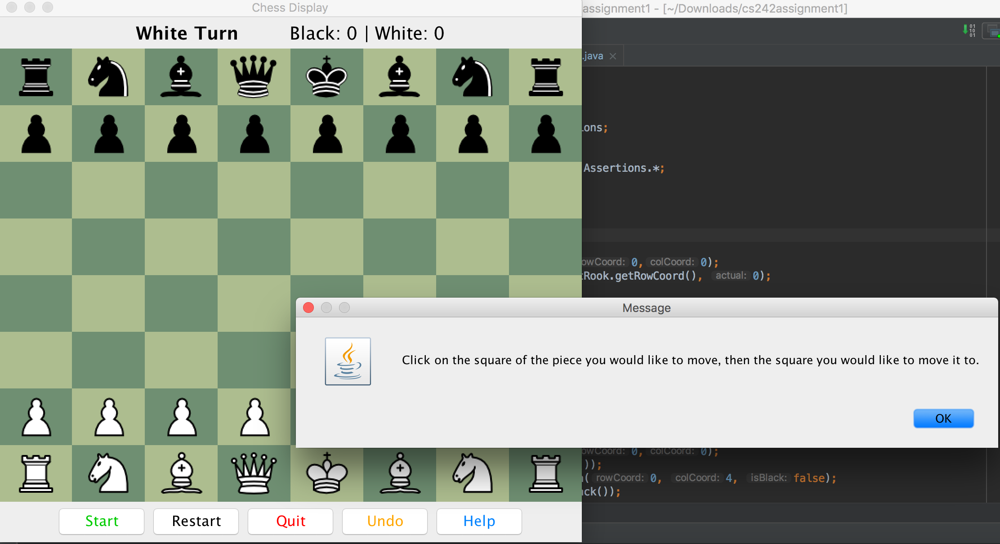 Chess Display
assignment1 - [~/Downloads/cs242assignment1]
White Turn
Black: 0 | White: 0
.java
ons;
Assertions.*;
owCoord: 0, colCoord: 0);
Rook.getRowCoord(), actual: 0);
Message
Click on the square of the piece you would like to move, then the square you would like to move it to.
OK
owCoord: 0, colCoord: 0);
));
( rowCoord: 0, colCoord: 4, isBlack: false);
ck());
Start
Restart
Quit
Undo
Help